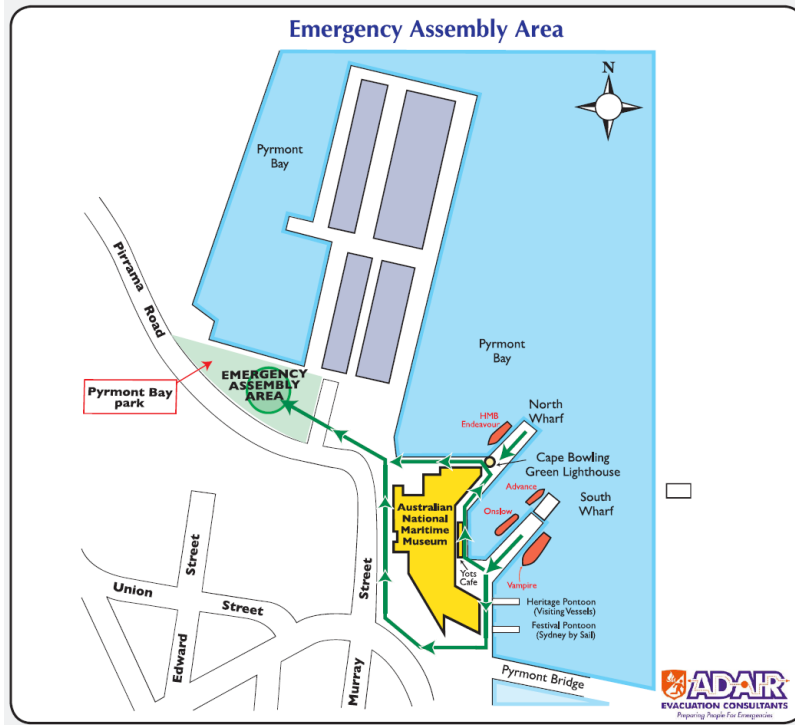 Emergency Assembly Area
N
Pyrmont
Bay
Pirrama
Road
Pyrmont
Bay
EMERGENCY
ASSEMBLY
AREA
Pyrmont Bay
park
HMB
Endeavour
North
Wharf
Cape Bowling
Green Lighthouse
Advance
South
Wharf
Onslow
Australian
National
Maritime
Museum
Yots
Cafe
Vampire
Street
Union
Street
Street
Edward
Murray
Heritage Pontoon
(Visiting Vessels)
Festival Pontoon
(Sydney by Sail)
Pyrmont Bridge
ADAIR
EVACUATION CONSULTANTS
Preparing People For Emergencies